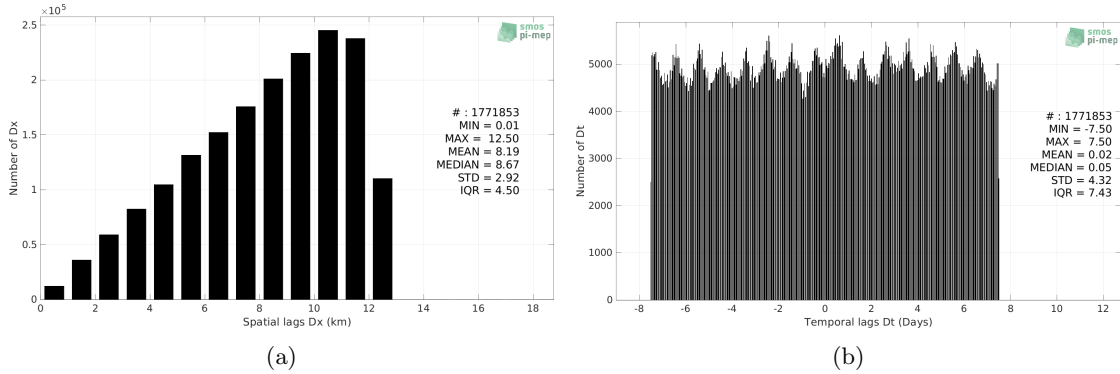 ×10⁵
2.5
2
1.5
1
0.5
0
0 2 4 6 8 10 12 14 16 18
Number of Dx
Spatial lags Dx (km)
smos
pi-mep
# : 1771853
MIN = 0.01
MAX = 12.50
MEAN = 8.19
MEDIAN = 8.67
STD = 2.92
IQR = 4.50
(a)
5000
4000
3000
2000
1000
0
-8 -6 -4 -2 0 2 4 6 8 10 12
Number of Dt
Temporal lags Dt (Days)
smos
pi-mep
# : 1771853
MIN = -7.50
MAX = 7.50
MEAN = 0.02
MEDIAN = 0.05
STD = 4.32
IQR = 7.43
(b)